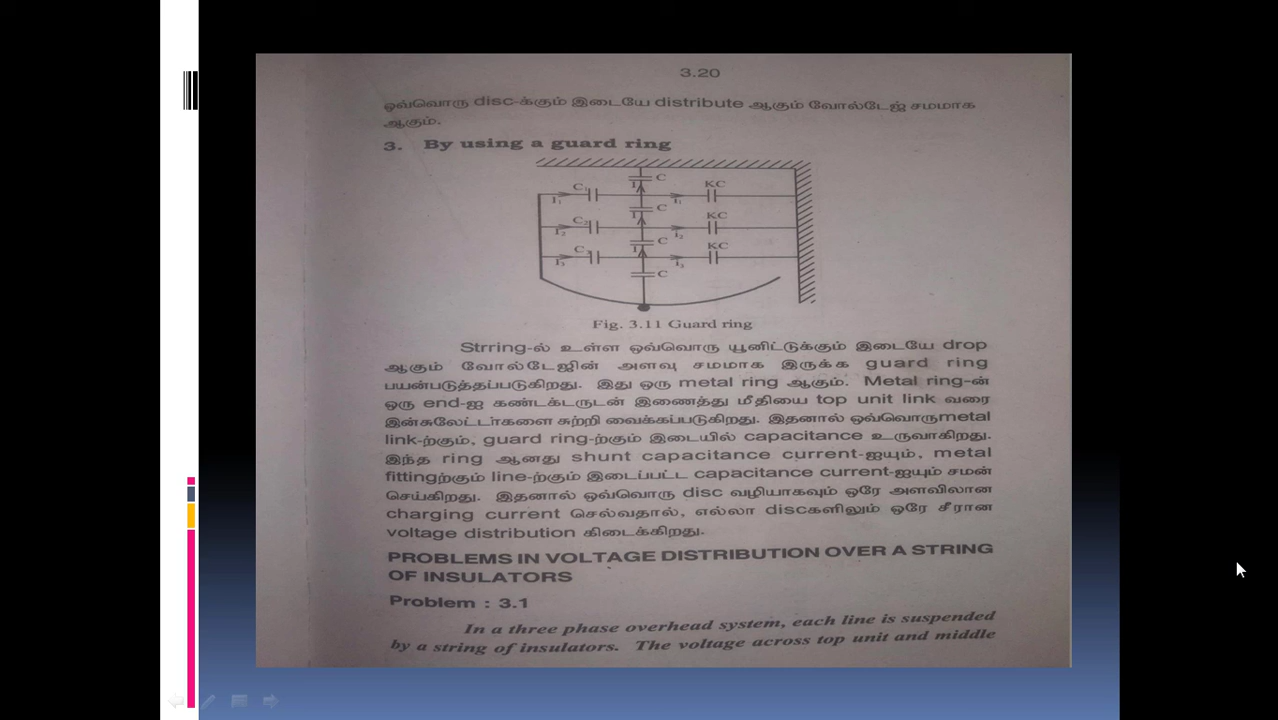 3.20
ஒவ்வொரு disc-க்கும் இடையே distribute ஆகும் வோல்டேஜ் சமமாக
ஆகும்.
3. By using a guard ring
C
C₁ KC
I₁ I I₁
C
C₂ KC
I₂ I I₂
C
C₃ KC
I₃ I I₃
C
Fig. 3.11 Guard ring
Strring-ல் உள்ள ஒவ்வொரு யூனிட்டுக்கும் இடையே drop
ஆகும் வோல்டேஜின் அளவு சமமாக இருக்க guard ring
பயன்படுத்தப்படுகிறது. இது ஒரு metal ring ஆகும். Metal ring-ன்
ஒரு end-ஐ கண்டக்டருடன் இணைத்து மீதியை top unit link வரை
இன்சுலேட்டர்களை சுற்றி வைக்கப்படுகிறது. இதனால் ஒவ்வொருmetal
link-ற்கும், guard ring-ற்கும் இடையில் capacitance உருவாகிறது.
இந்த ring ஆனது shunt capacitance current-ஐயும், metal
fittingற்கும் line-ற்கும் இடைப்பட்ட capacitance current-ஐயும் சமன்
செய்கிறது. இதனால் ஒவ்வொரு disc வழியாகவும் ஒரே அளவிலான
charging current செல்வதால், எல்லா discகளிலும் ஒரே சீரான
voltage distribution கிடைக்கிறது.
PROBLEMS IN VOLTAGE DISTRIBUTION OVER A STRING
OF INSULATORS
Problem : 3.1
In a three phase overhead system, each line is suspended
by a string of insulators. The voltage across top unit and middle